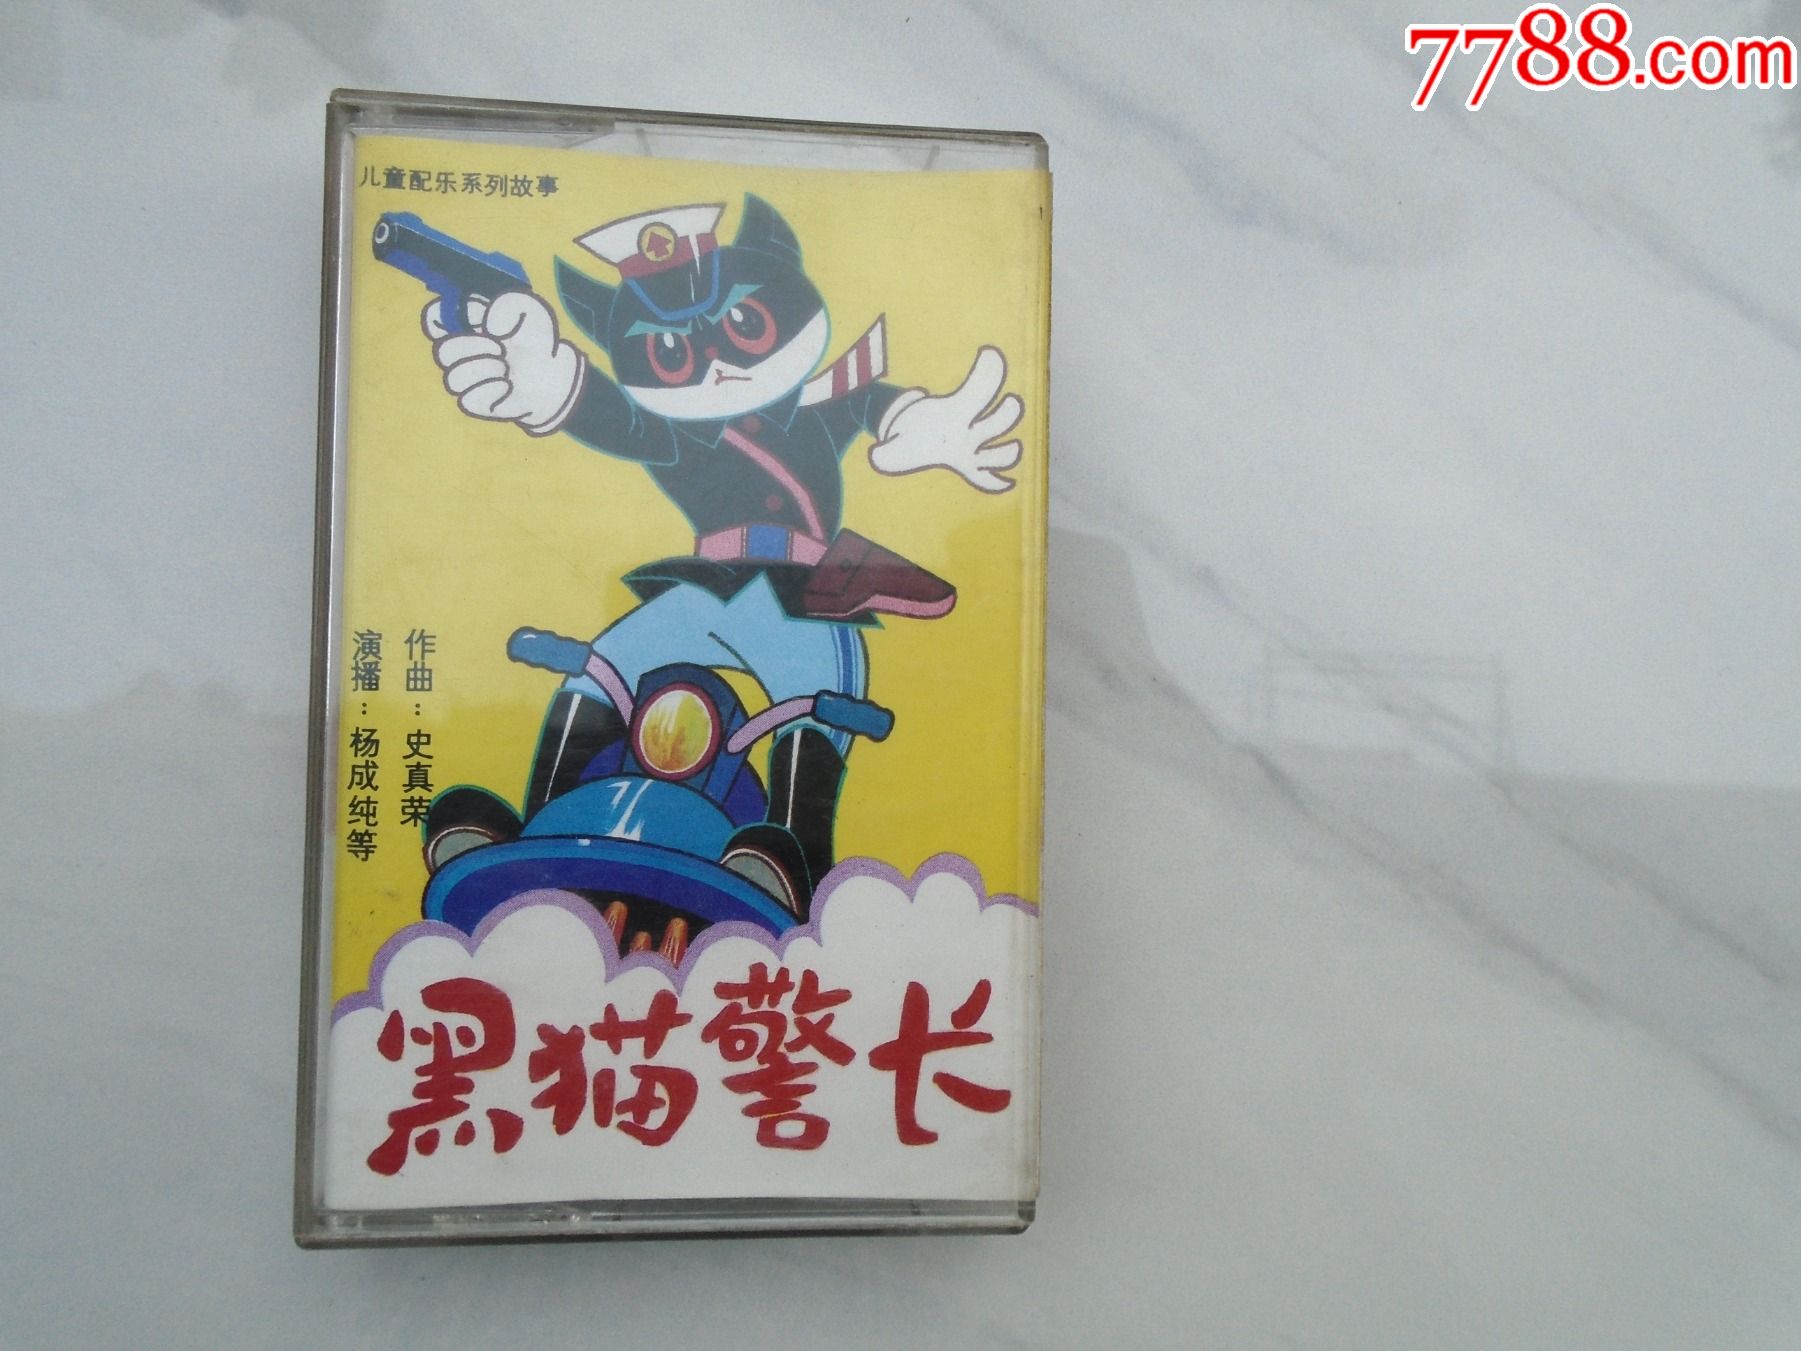 7788.com
儿童配乐系列故事
作曲：史真荣
演播：杨成纯等
黑猫警长